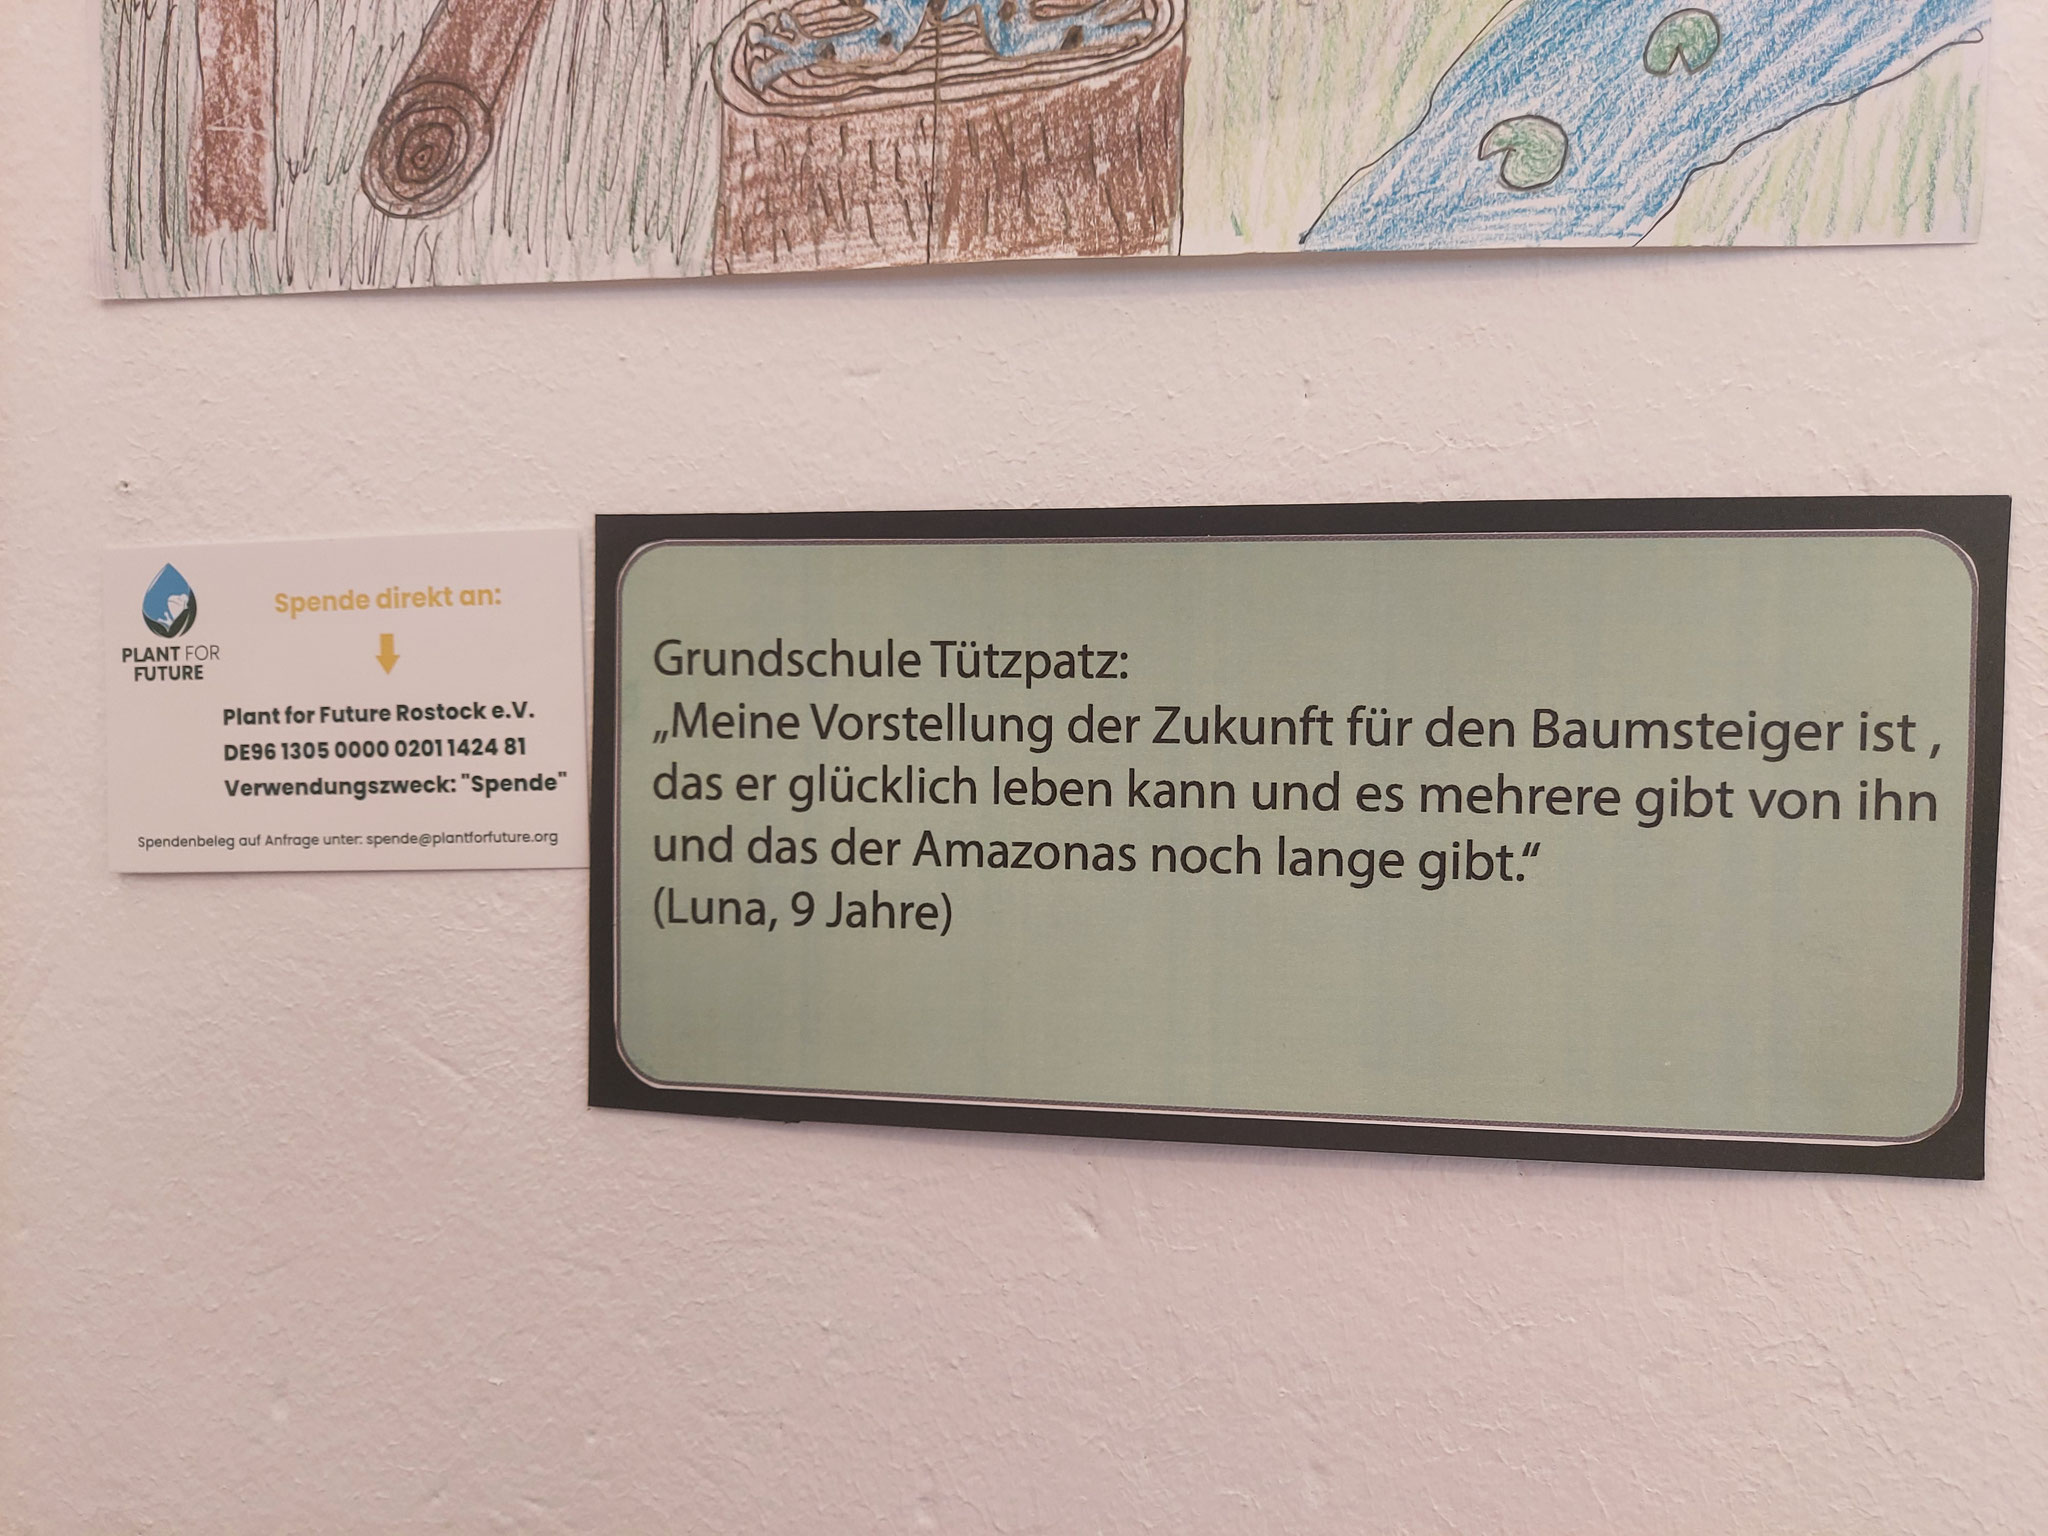 PLANT FOR
FUTURE
Spende direkt an:
Plant for Future Rostock e.V.
DE96 1305 0000 0201 1424 81
Verwendungszweck: "Spende"
Spendenbeleg auf Anfrage unter: spende@plantforfuture.org
Grundschule Tützpatz:
„Meine Vorstellung der Zukunft für den Baumsteiger ist ,
das er glücklich leben kann und es mehrere gibt von ihn
und das der Amazonas noch lange gibt.“
(Luna, 9 Jahre)